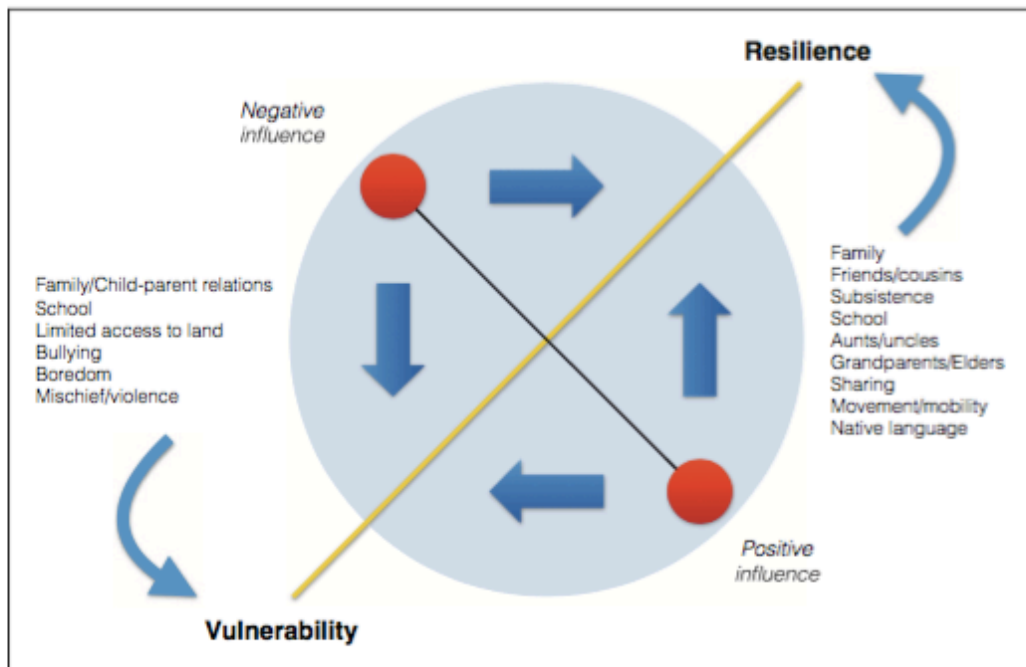 Resilience
Negative
influence
Family/Child-parent relations
School
Limited access to land
Bullying
Boredom
Mischief/violence
Family
Friends/cousins
Subsistence
School
Aunts/uncles
Grandparents/Elders
Sharing
Movement/mobility
Native language
Positive
influence
Vulnerability